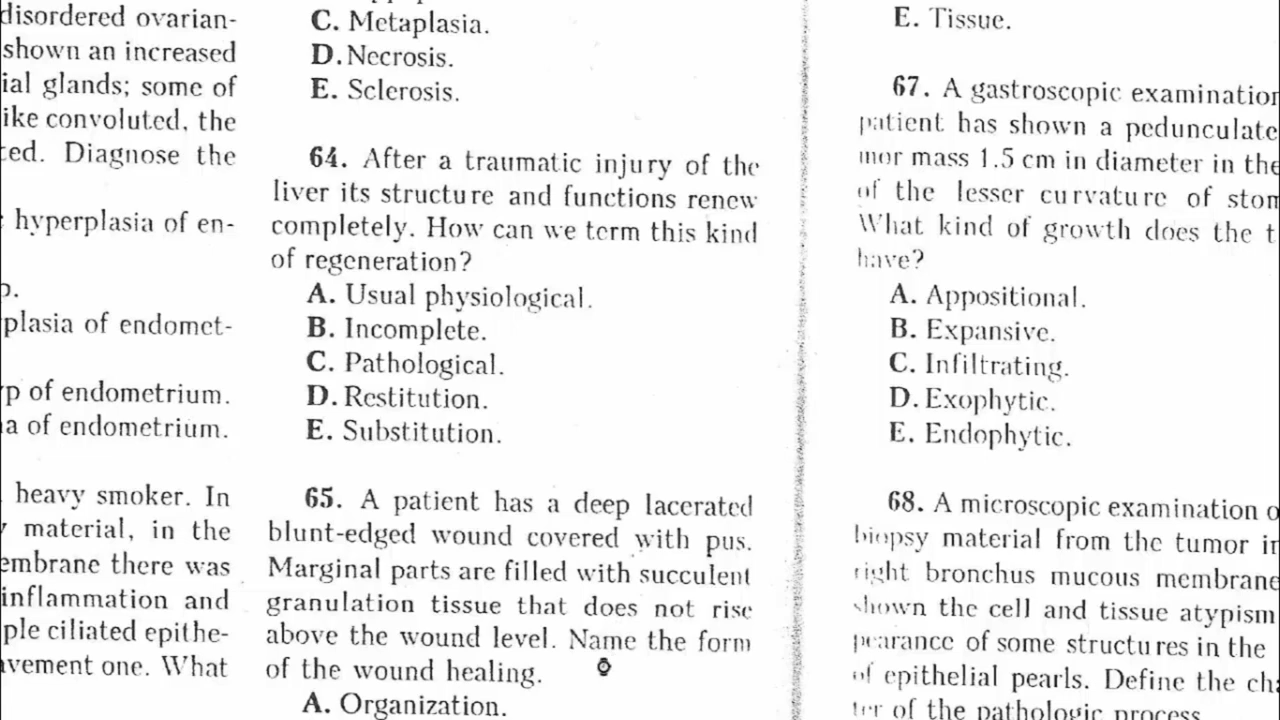 disordered ovarian-
shown an increased
ial glands; some of
ike convoluted, the
ed. Diagnose the
hyperplasia of en-
plasia of endomet-
p of endometrium.
a of endometrium.
heavy smoker. In
material, in the
embrane there was
inflammation and
ple ciliated epithe-
vement one. What
C. Metaplasia.
D. Necrosis.
E. Sclerosis.
64. After a traumatic injury of the
liver its structure and functions renew
completely. How can we term this kind
of regeneration?
A. Usual physiological.
B. Incomplete.
C. Pathological.
D. Restitution.
E. Substitution.
65. A patient has a deep lacerated
blunt-edged wound covered with pus.
Marginal parts are filled with succulent
granulation tissue that does not rise
above the wound level. Name the form
of the wound healing.
A. Organization.
E. Tissue.
67. A gastroscopic examination
patient has shown a pedunculate
mor mass 1.5 cm in diameter in the
of the lesser curvature of stom
What kind of growth does the t
have?
A. Appositional.
B. Expansive.
C. Infiltrating.
D. Exophytic.
E. Endophytic.
68. A microscopic examination o
biopsy material from the tumor in
right bronchus mucous membrane
shown the cell and tissue atypism
pearance of some structures in the
of epithelial pearls. Define the cha
ter of the pathologic process